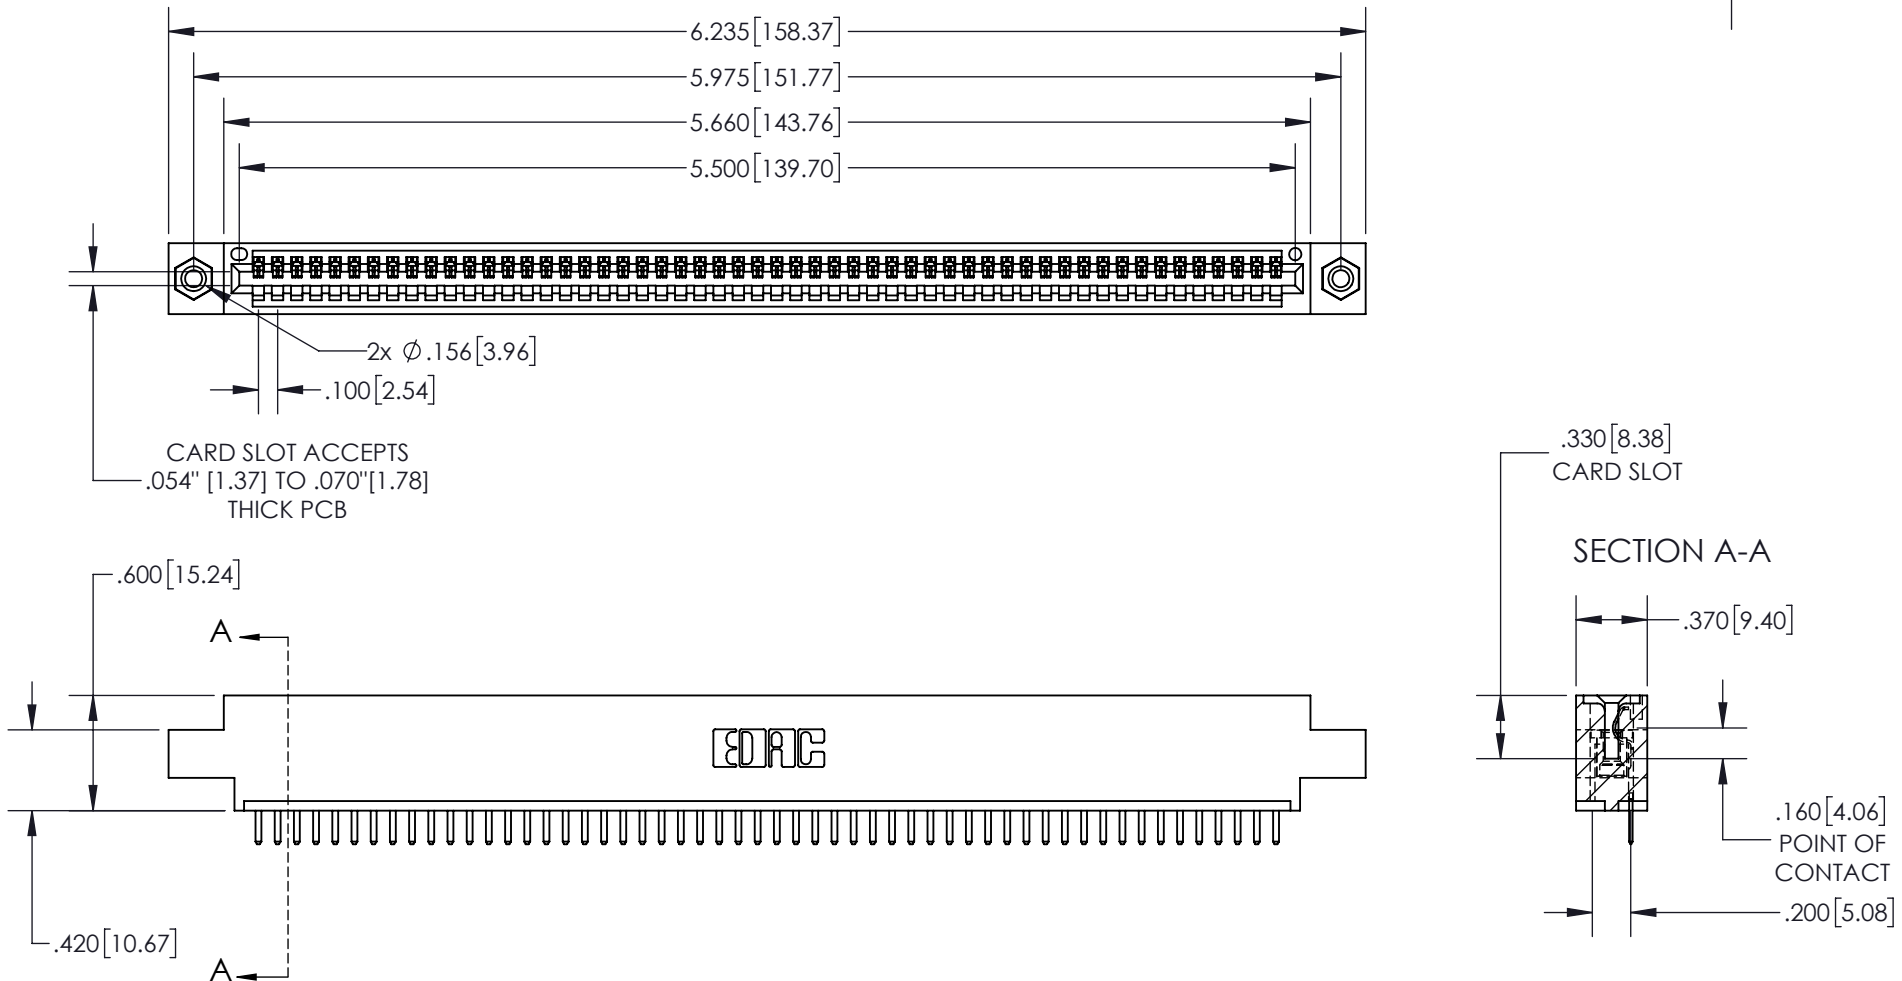 6.235[158.37]
5.975[151.77]
5.660[143.76]
5.500[139.70]
2x Ø.156[3.96]
.100[2.54]
CARD SLOT ACCEPTS
.054" [1.37] TO .070"[1.78]
THICK PCB
.330[8.38]
CARD SLOT
SECTION A-A
.600[15.24]
.370[9.40]
A
EDAC
.160[4.06]
POINT OF
CONTACT
.200[5.08]
.420[10.67]
A